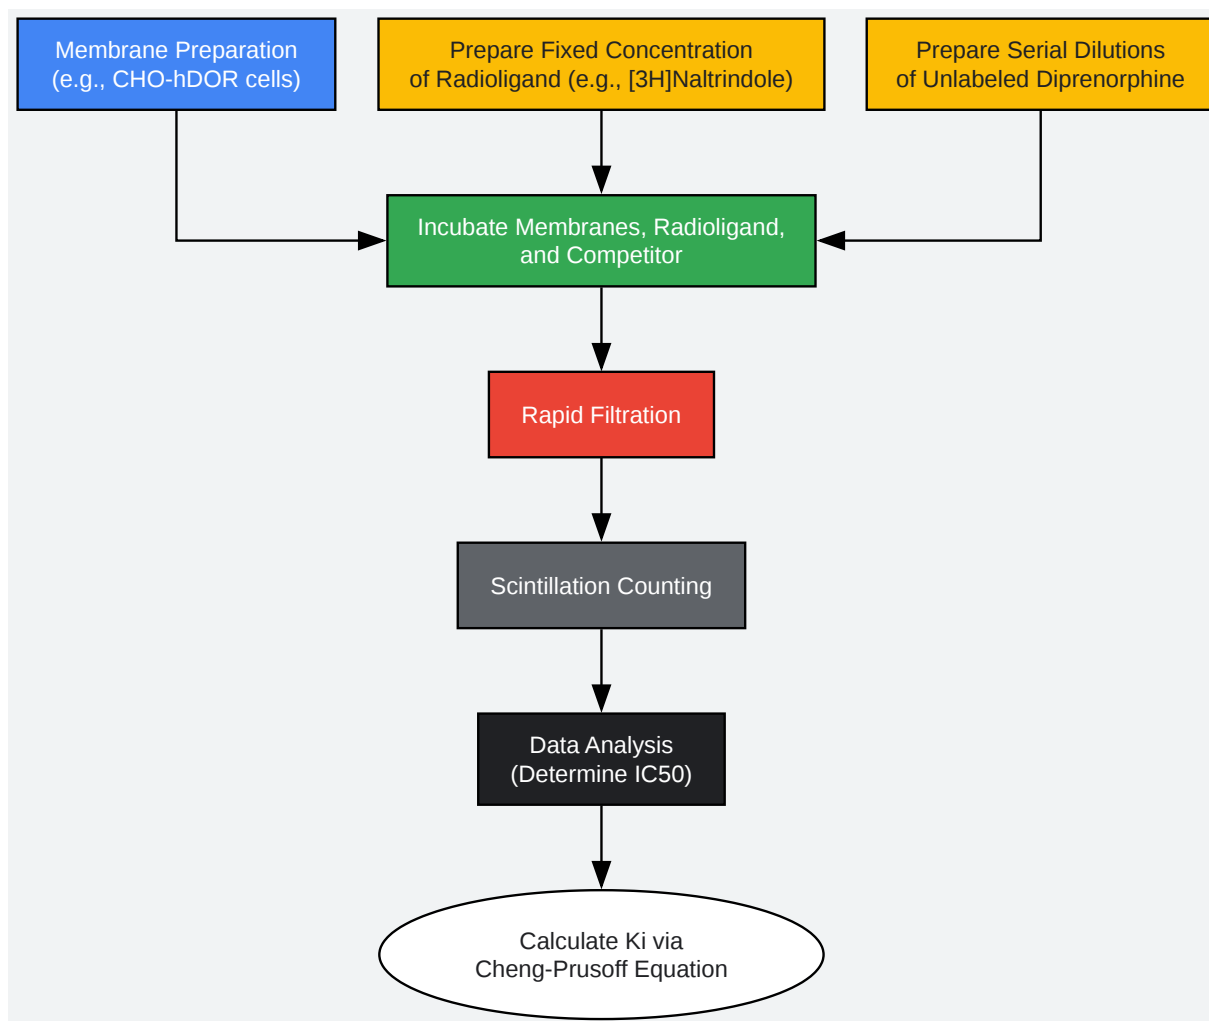 Membrane Preparation
(e.g., CHO-hDOR cells)
Prepare Fixed Concentration
of Radioligand (e.g., [3H]Naltrindole)
Prepare Serial Dilutions
of Unlabeled Diprenorphine
Incubate Membranes, Radioligand,
and Competitor
Rapid Filtration
Scintillation Counting
Data Analysis
(Determine IC50)
Calculate Ki via
Cheng-Prusoff Equation